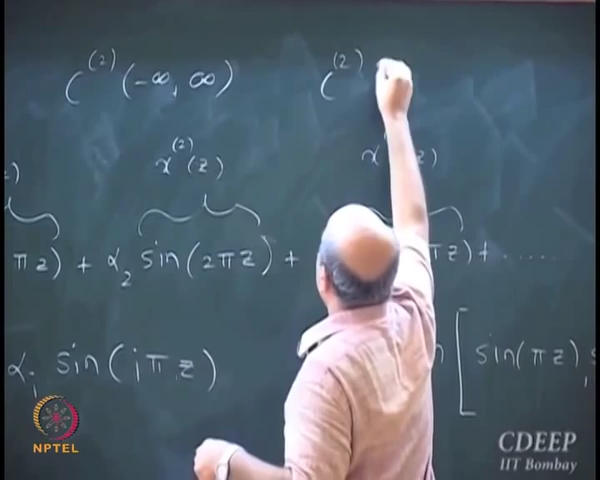 C^(2) (-∞, ∞) C^(2)
x^(2) (z) z)
πz) + α_2 sin(2πz) + πz) + .....
α_i sin(iπz) [sin(πz),
NPTEL
CDEEP
IIT Bombay